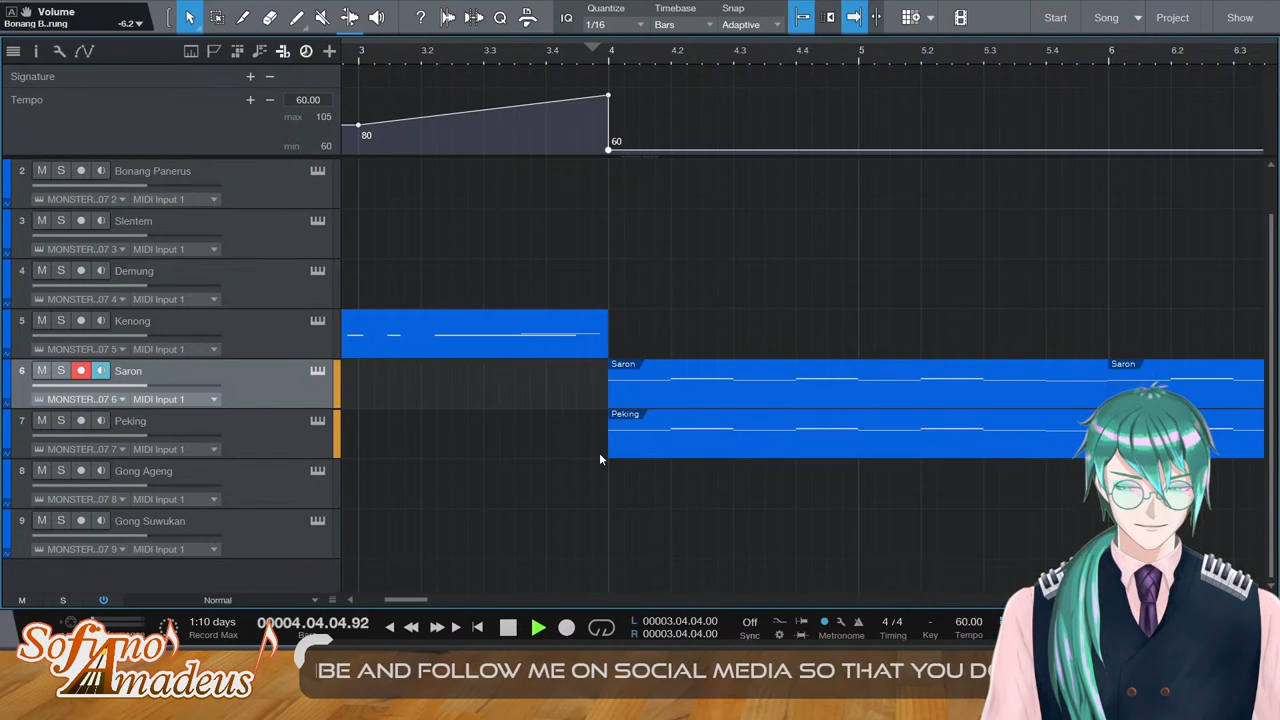 Volume
Bonang B..rung -6.2
IQ
Quantize
1/16
Timebase
Bars
Snap
Adaptive
Start Song Project Show
3 3.2 3.3 3.4 4 4.2 4.3 4.4 5 5.2 5.3 5.4 6 6.2 6.3
Signature
Tempo 60.00
max 105
min 60
80
60
2 M S Bonang Panerus
MONSTER..07 2 MIDI Input 1
3 M S Slentem
MONSTER..07 3 MIDI Input 1
4 M S Demung
MONSTER..07 4 MIDI Input 1
5 M S Kenong
MONSTER..07 5 MIDI Input 1
6 M S Saron
MONSTER..07 6 MIDI Input 1
Saron Saron
7 M S Peking
MONSTER..07 7 MIDI Input 1
Peking
8 M S Gong Ageng
MONSTER..07 8 MIDI Input 1
9 M S Gong Suwukan
MONSTER..07 9 MIDI Input 1
M S Normal
1:10 days
Record Max
00004.04.04.92
L 00003.04.04.00
R 00004.04.04.00
Off
Sync
Metronome
4 / 4
Timing
-
Key
60.00
Tempo
Sofiano
Amadeus
IBE AND FOLLOW ME ON SOCIAL MEDIA SO THAT YOU DO